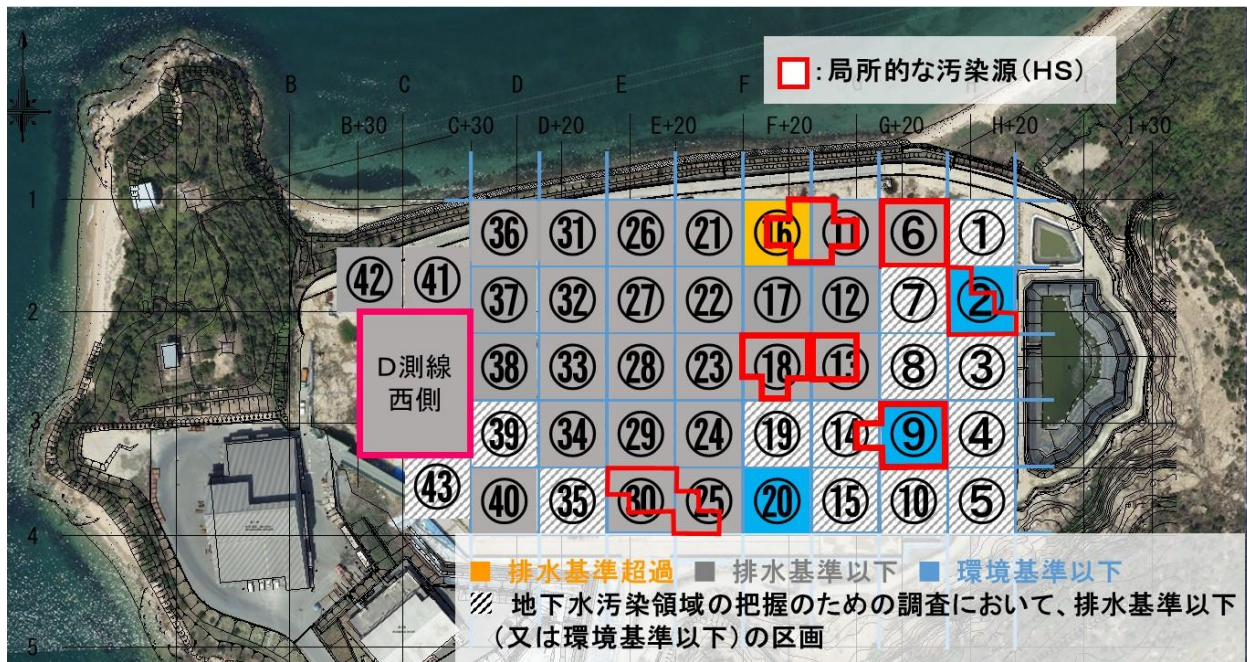 :局所的な汚染源(HS)
A B C D E F G H I
B+30 C+30 D+20 E+20 F+20 G+20 H+20 I+30
1
㊱ ㉛ ㉖ ㉑ ⑯ ⑪ ⑥ ①
㊷ ㊶
㊲ ㉜ ㉗ ㉒ ⑰ ⑫ ⑦ ②
2
D測線
西側
㊳ ㉝ ㉘ ㉓ ⑱ ⑬ ⑧ ③
3
㊴ ㉞ ㉙ ㉔ ⑲ ⑭ ⑨ ④
㊸
㊵ ㉟ ㉚ ㉕ ⑳ ⑮ ⑩ ⑤
4
■ 排水基準超過 ■ 排水基準以下 ■ 環境基準以下
地下水汚染領域の把握のための調査において、排水基準以下
(又は環境基準以下)の区画
5